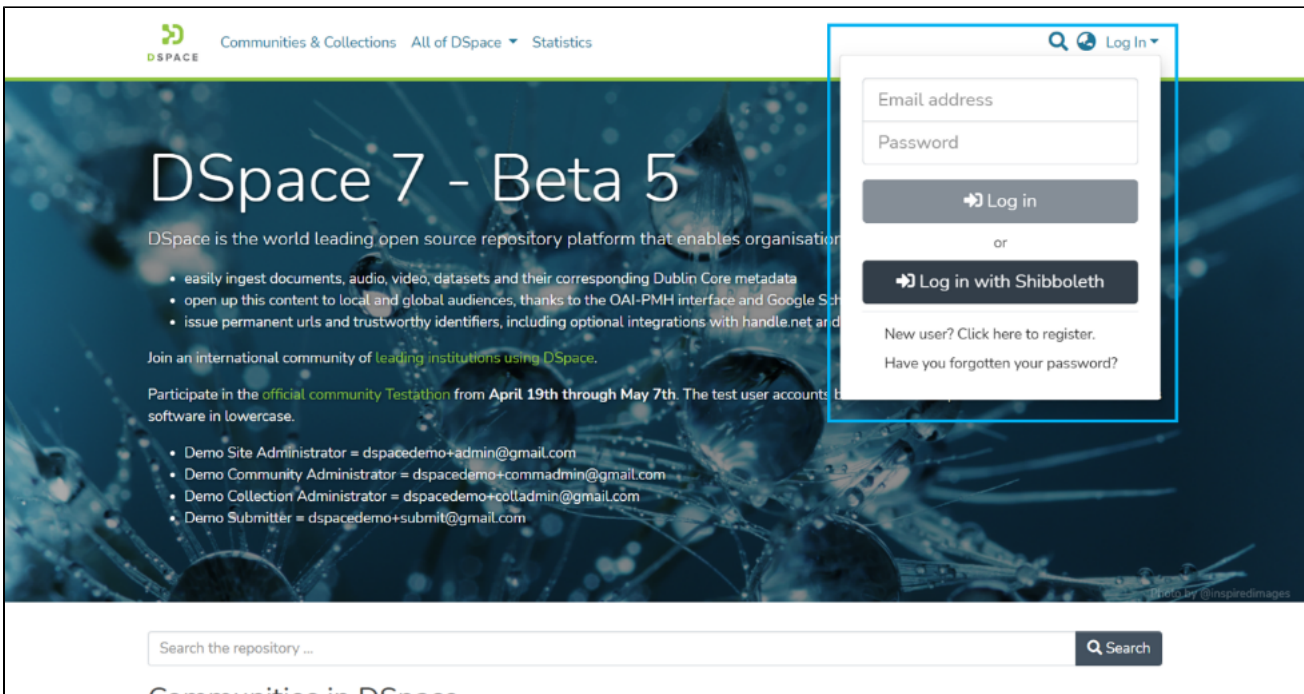 DSPACE
Communities & Collections All of DSpace Statistics
Log In
Email address
Password
Log in
or
Log in with Shibboleth
New user? Click here to register.
Have you forgotten your password?
DSpace 7 - Beta 5
DSpace is the world leading open source repository platform that enables
• easily ingest documents, audio, video, datasets and their corresponding Dublin Core metadata
• open up this content to local and global audiences, thanks to the OAI-PMH interface and Google
• issue permanent urls and trustworthy identifiers, including optional integrations with handle.net and
Join an international community of leading institutions using DSpace.
Participate in the official community Testathon from April 19th through May 7th. The test user accounts
software in lowercase.
• Demo Site Administrator = dspacedemo+admin@gmail.com
• Demo Community Administrator = dspacedemo+commadmin@gmail.com
• Demo Collection Administrator = dspacedemo+colladmin@gmail.com
• Demo Submitter = dspacedemo+submit@gmail.com
Photo by @inspiredimages
Search the repository ...
Search
Communities in DSpace